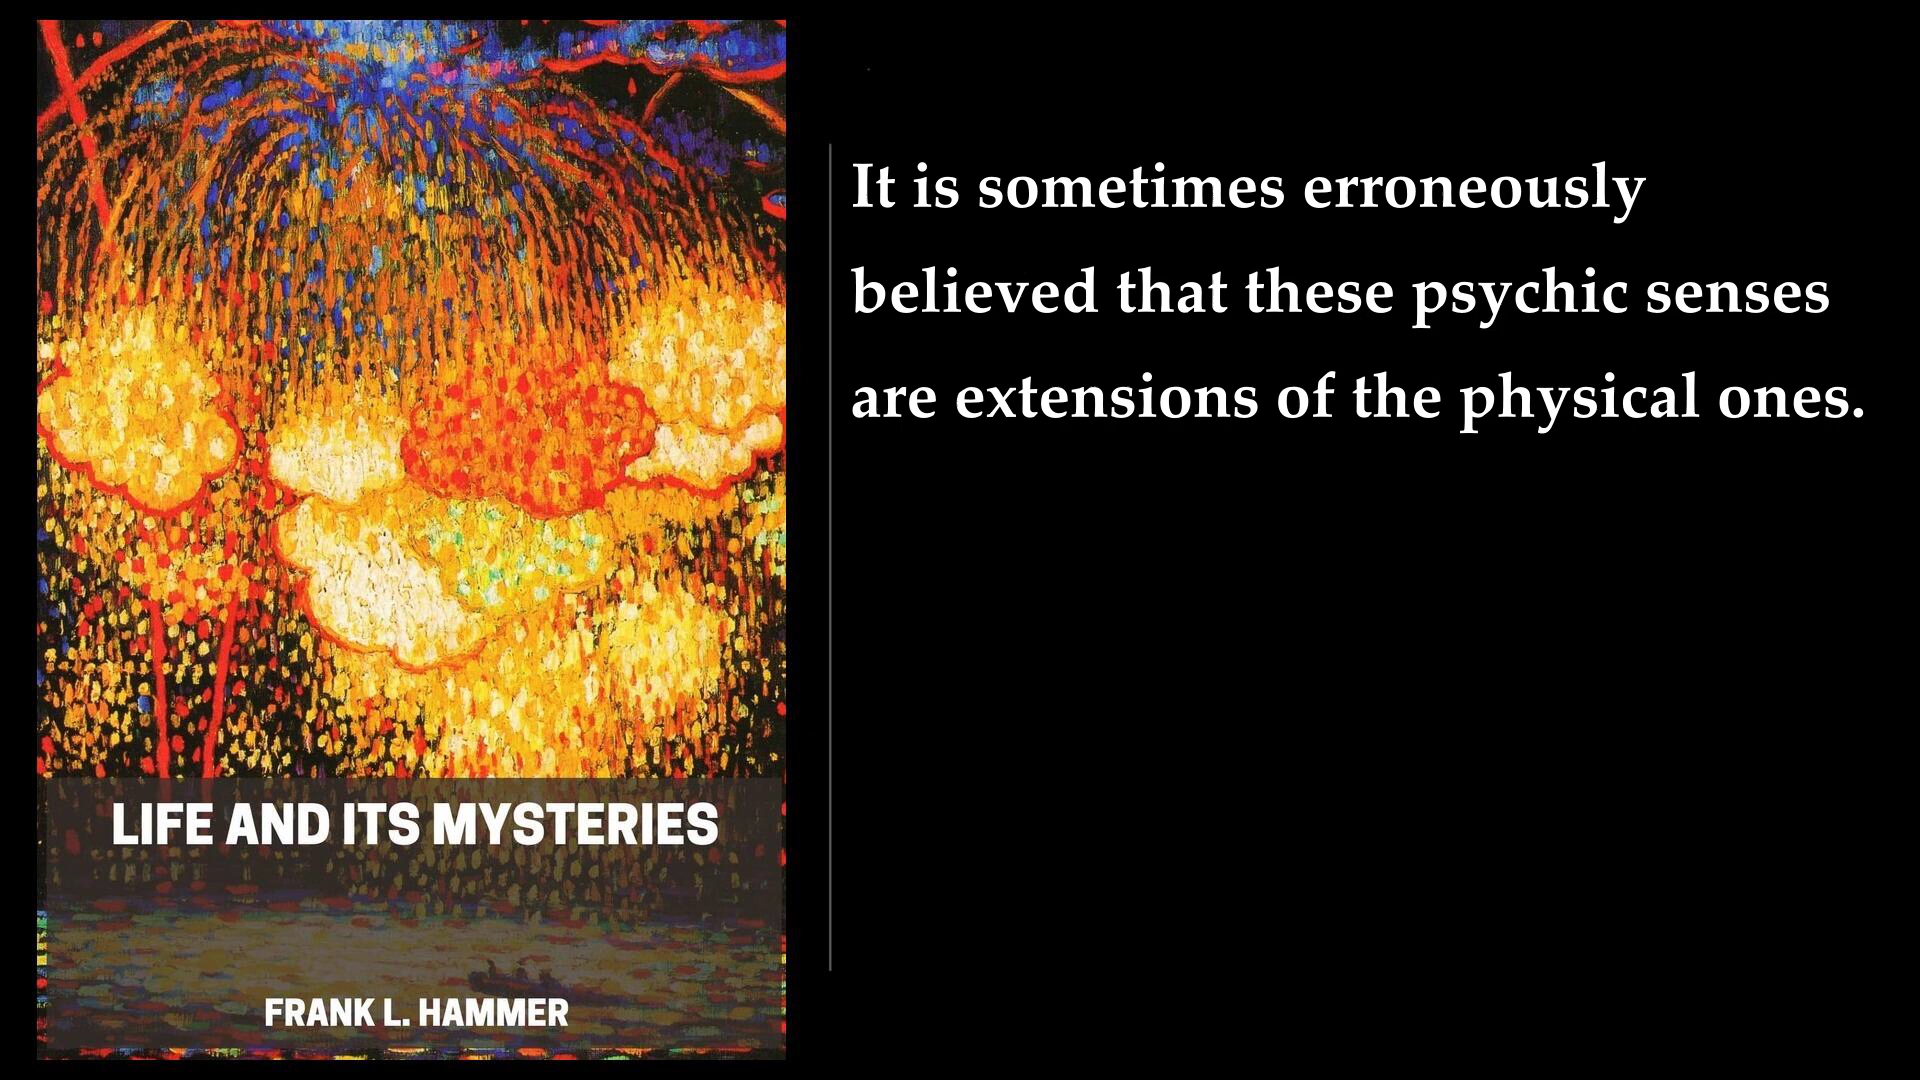 LIFE AND ITS MYSTERIES
FRANK L. HAMMER
It is sometimes erroneously
believed that these psychic senses
are extensions of the physical ones.